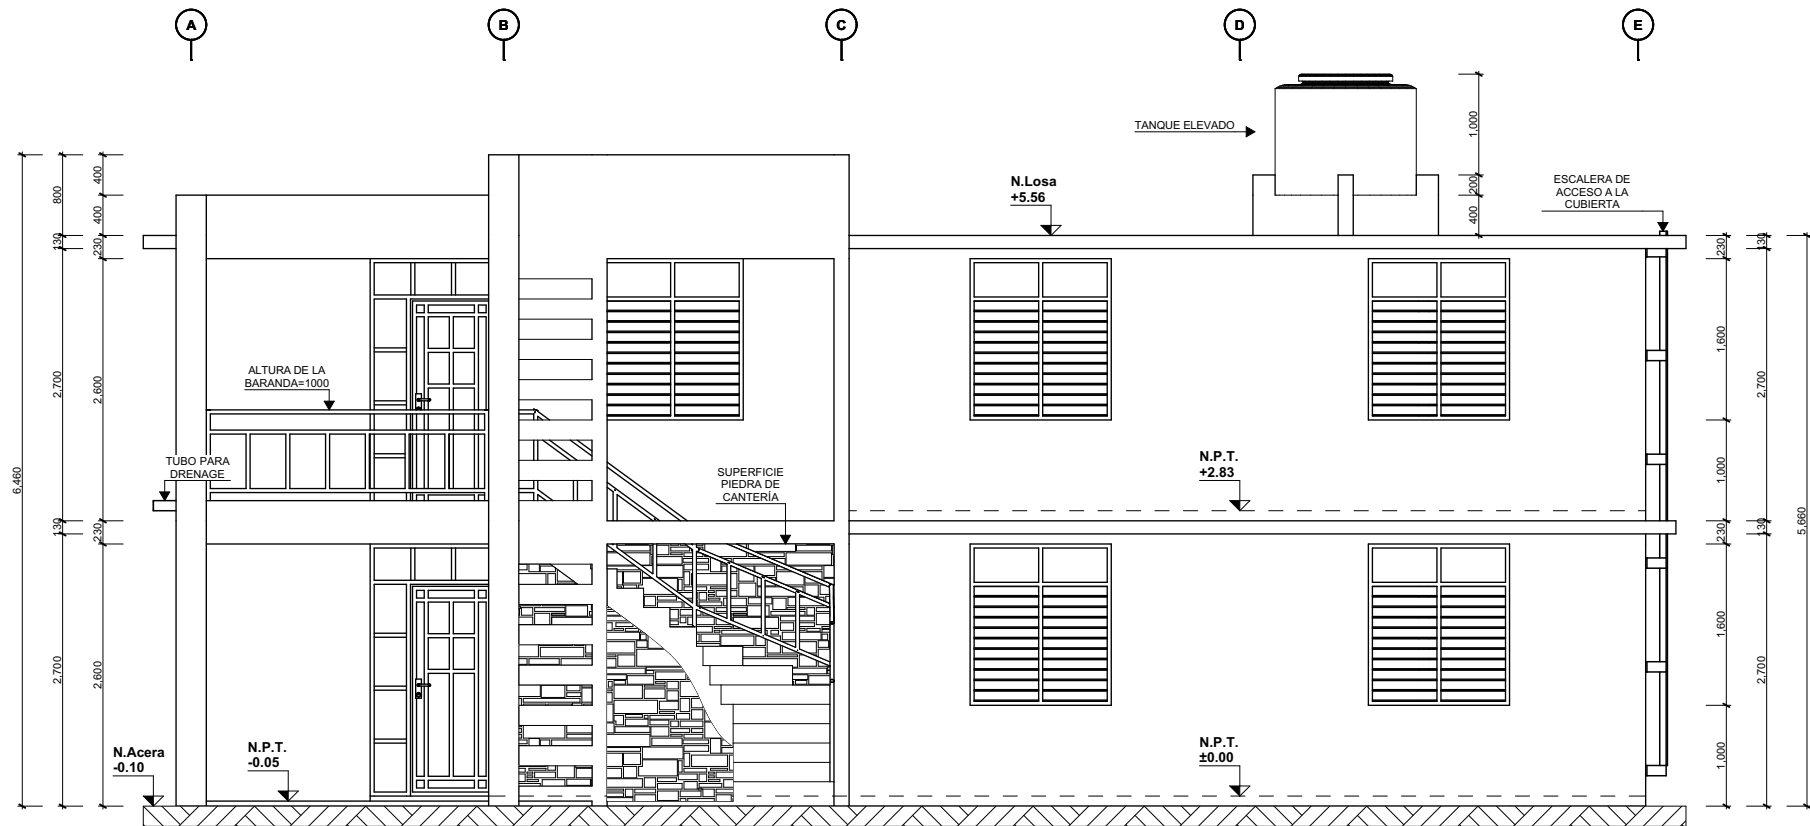 A
B
C
D
E
TANQUE ELEVADO
1,000
200
400
N.Losa
+5.56
ESCALERA DE
ACCESO A LA
CUBIERTA
6,460
800
130
2,700
130
2,700
400
400
230
2,600
230
2,600
ALTURA DE LA
BARANDA=1000
TUBO PARA
DRENAGE
SUPERFICIE
PIEDRA DE
CANTERÍA
N.P.T.
+2.83
N.Acera
-0.10
N.P.T.
-0.05
N.P.T.
±0.00
230
1,600
1,000
230
1,600
1,000
130
2,700
130
2,700
5,660